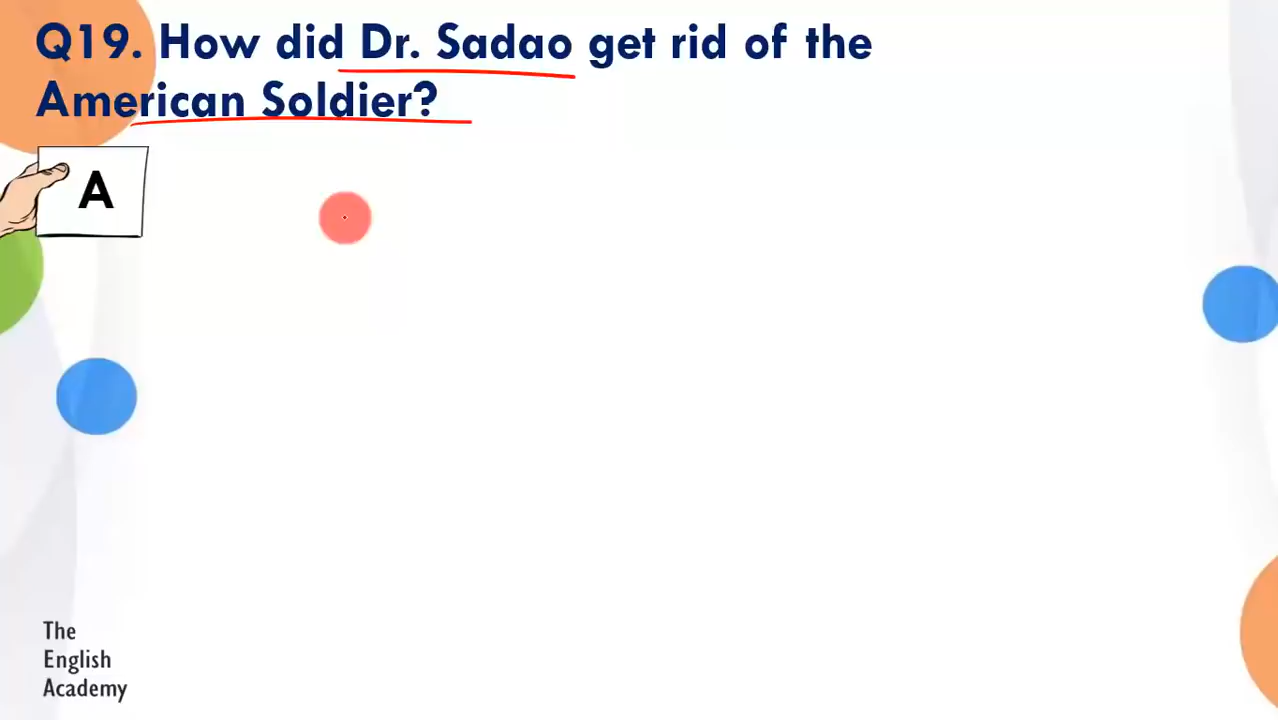 Q19. How did Dr. Sadao get rid of the
American Soldier?
A
The
English
Academy